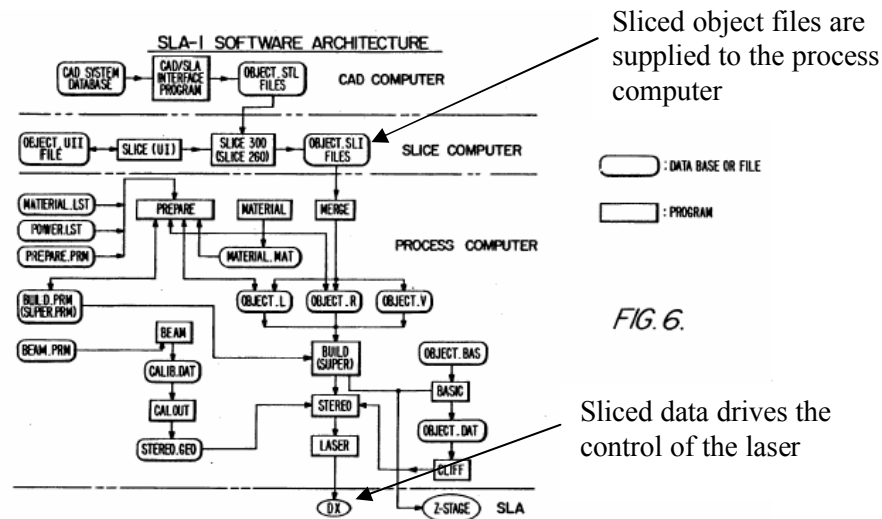 Sliced object files are
supplied to the process
computer
SLA-1 SOFTWARE ARCHITECTURE
CAD SYSTEM
DATABASE
CAD/SLA
INTERFACE
PROGRAM
OBJECT.STL
FILES
CAD COMPUTER
OBJECT.UII
FILE
SLICE (UI)
SLICE 300
(SLICE 260)
OBJECT.SLI
FILES
SLICE COMPUTER
: DATA BASE OR FILE
: PROGRAM
MATERIAL.LST
POWER.LST
PREPARE.PRM
PREPARE
MATERIAL
MERGE
MATERIAL.MAT
PROCESS COMPUTER
BUILD.PRM
(SUPER.PRM)
OBJECT.L
OBJECT.R
OBJECT.V
FIG. 6.
BEAM.PRM
BEAM
CALIB.DAT
CALOUT
STEREO.GEO
BUILD
(SUPER)
STEREO
LASER
OBJECT.BAS
BASIC
OBJECT.DAT
CLIFF
Sliced data drives the
control of the laser
DX
Z-STAGE
SLA